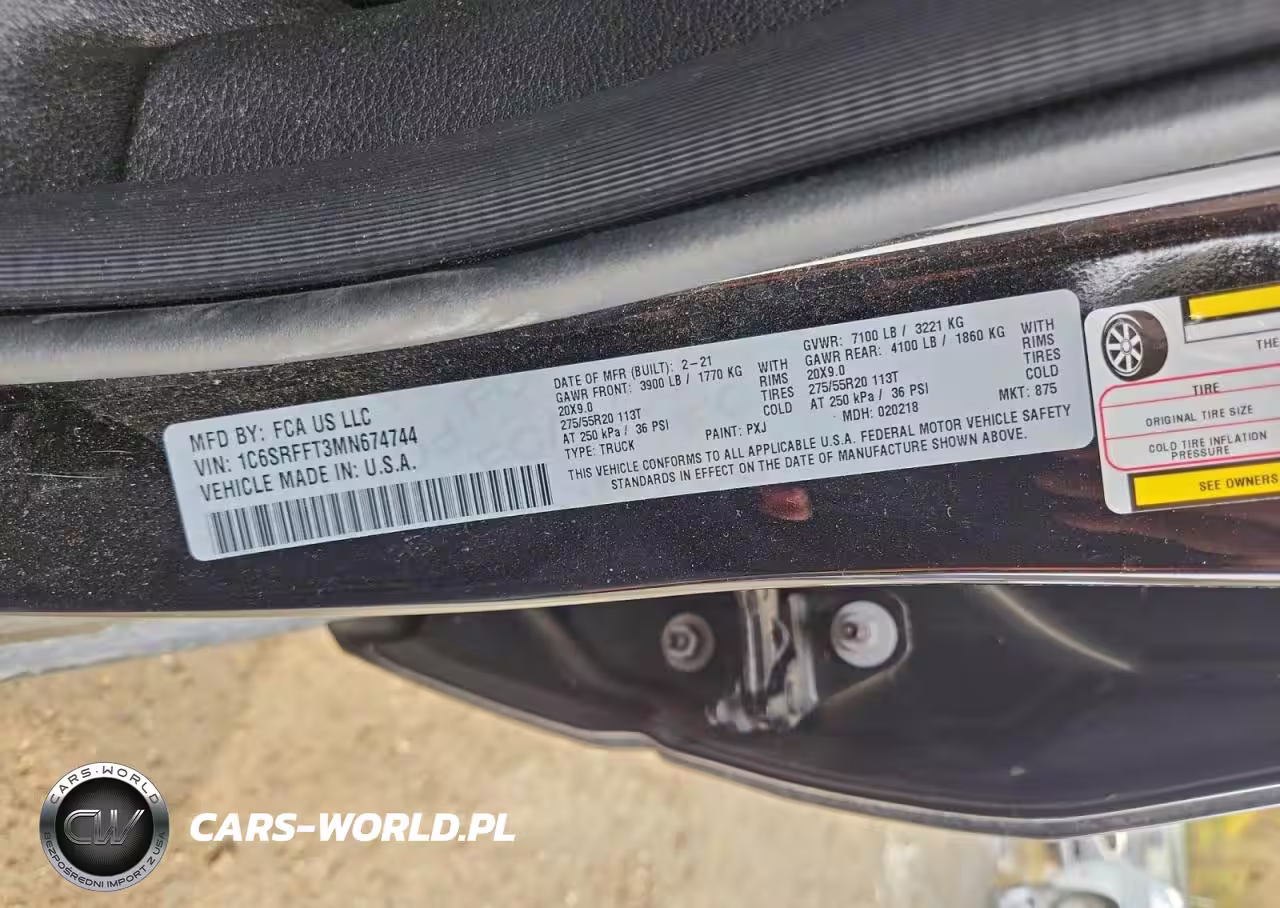 MFD BY: FCA US LLC
VIN: 1C6SRFFT3MN674744
VEHICLE MADE IN: U.S.A.
DATE OF MFR (BUILT): 2-21
GAWR FRONT: 3900 LB / 1770 KG WITH
20X9.0 RIMS
275/55R20 113T TIRES
AT 250 kPa / 36 PSI COLD
TYPE: TRUCK
PAINT: PXJ
GVWR: 7100 LB / 3221 KG
GAWR REAR: 4100 LB / 1860 KG WITH
20X9.0 RIMS
275/55R20 113T TIRES
AT 250 kPa / 36 PSI COLD
MDH: 020218
MKT: 875
THIS VEHICLE CONFORMS TO ALL APPLICABLE U.S.A. FEDERAL MOTOR VEHICLE SAFETY
STANDARDS IN EFFECT ON THE DATE OF MANUFACTURE SHOWN ABOVE.
THE
TIRE
ORIGINAL TIRE SIZE
COLD TIRE INFLATION
PRESSURE
SEE OWNERS
CARS-WORLD
CW
BEZPOŚREDNI IMPORT Z USA
CARS-WORLD.PL